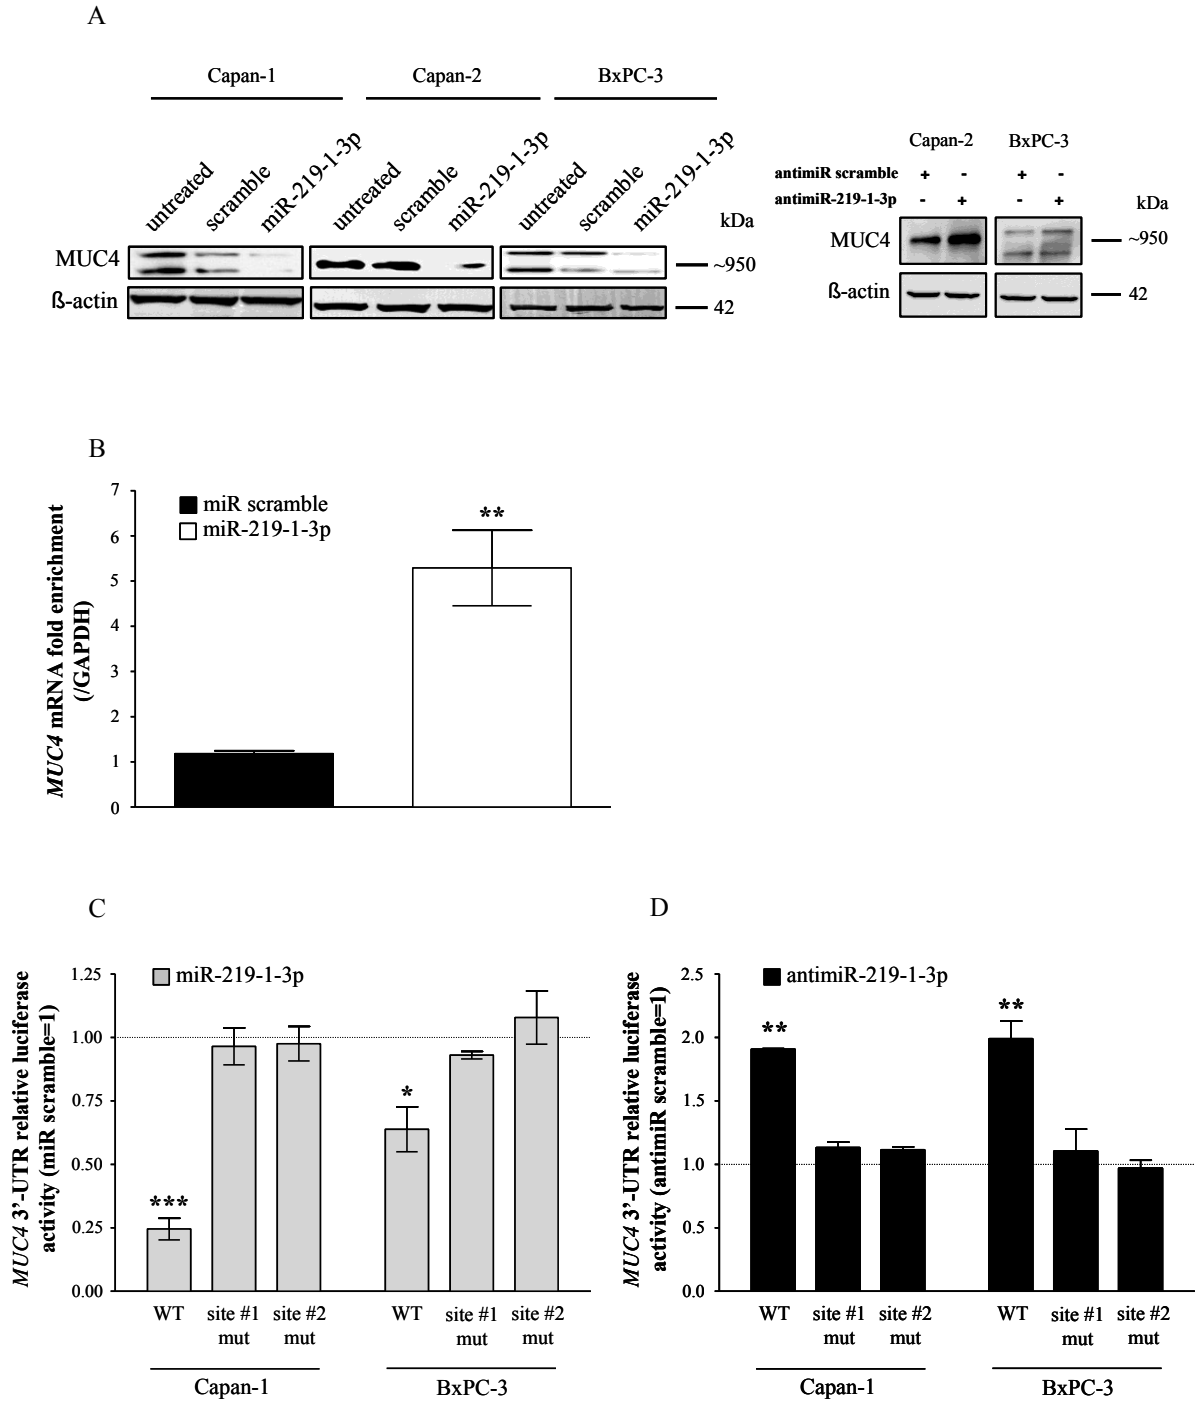 A
Capan-1 Capan-2 BxPC-3
untreated scramble miR-219-1-3p untreated scramble miR-219-1-3p untreated scramble miR-219-1-3p
kDa
MUC4 ~950
ß-actin 42
Capan-2 BxPC-3
antimiR scramble + - + -
antimiR-219-1-3p - + - +
kDa
MUC4 ~950
ß-actin 42
B
MUC4 mRNA fold enrichment
(/GAPDH)
7
6
5
4
3
2
1
0
miR scramble
miR-219-1-3p
**
C
MUC4 3’-UTR relative luciferase
activity (miR scramble=1)
1.25
1.00
0.75
0.50
0.25
0.00
miR-219-1-3p
***
*
WT site #1 site #2 WT site #1 site #2
mut mut mut mut
Capan-1 BxPC-3
D
MUC4 3’-UTR relative luciferase
activity (antimiR scramble=1)
2.5
2.0
1.5
1.0
0.5
0.0
antimiR-219-1-3p
**
**
WT site #1 site #2 WT site #1 site #2
mut mut mut mut
Capan-1 BxPC-3